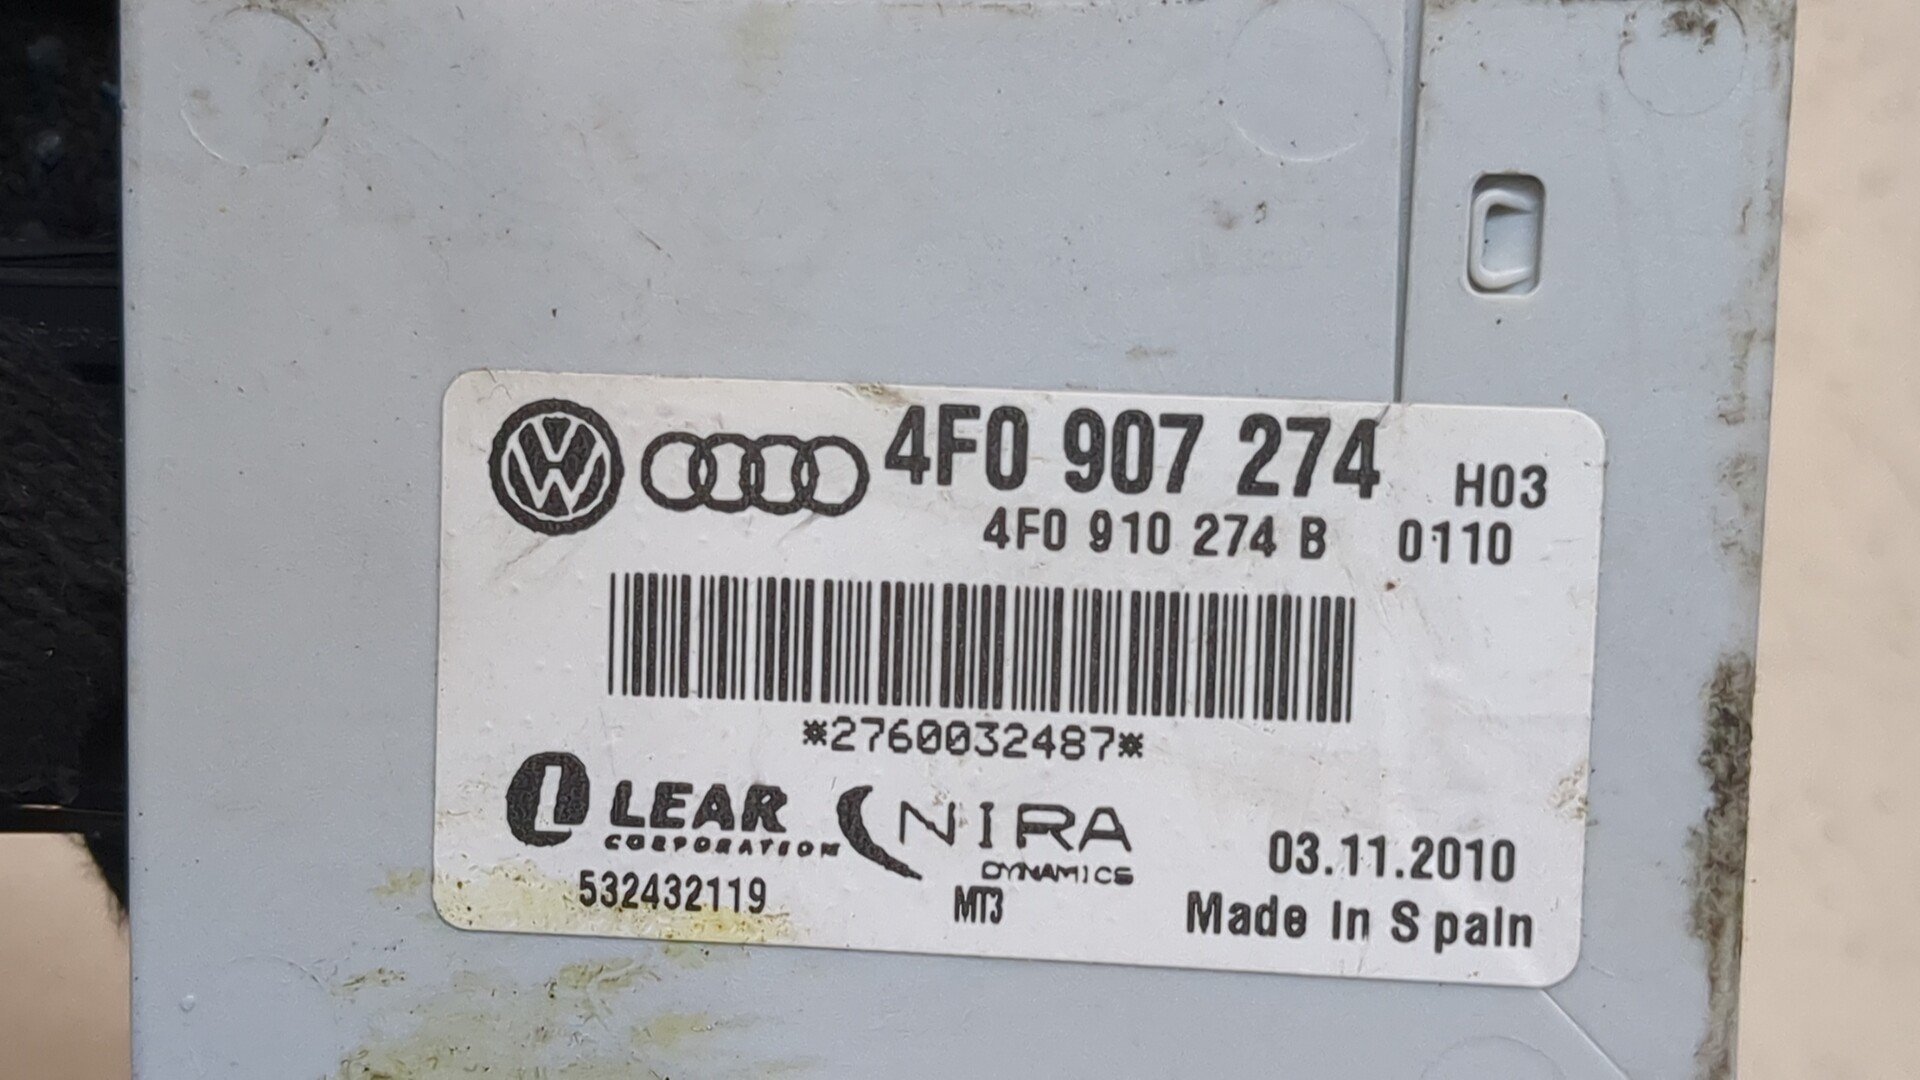 4F0 907 274 H03
4F0 910 274 B 0110
*2760032487*
LEAR NIRA
CORPORATION DYNAMICS
03.11.2010
532432119 MT3 Made in Spain